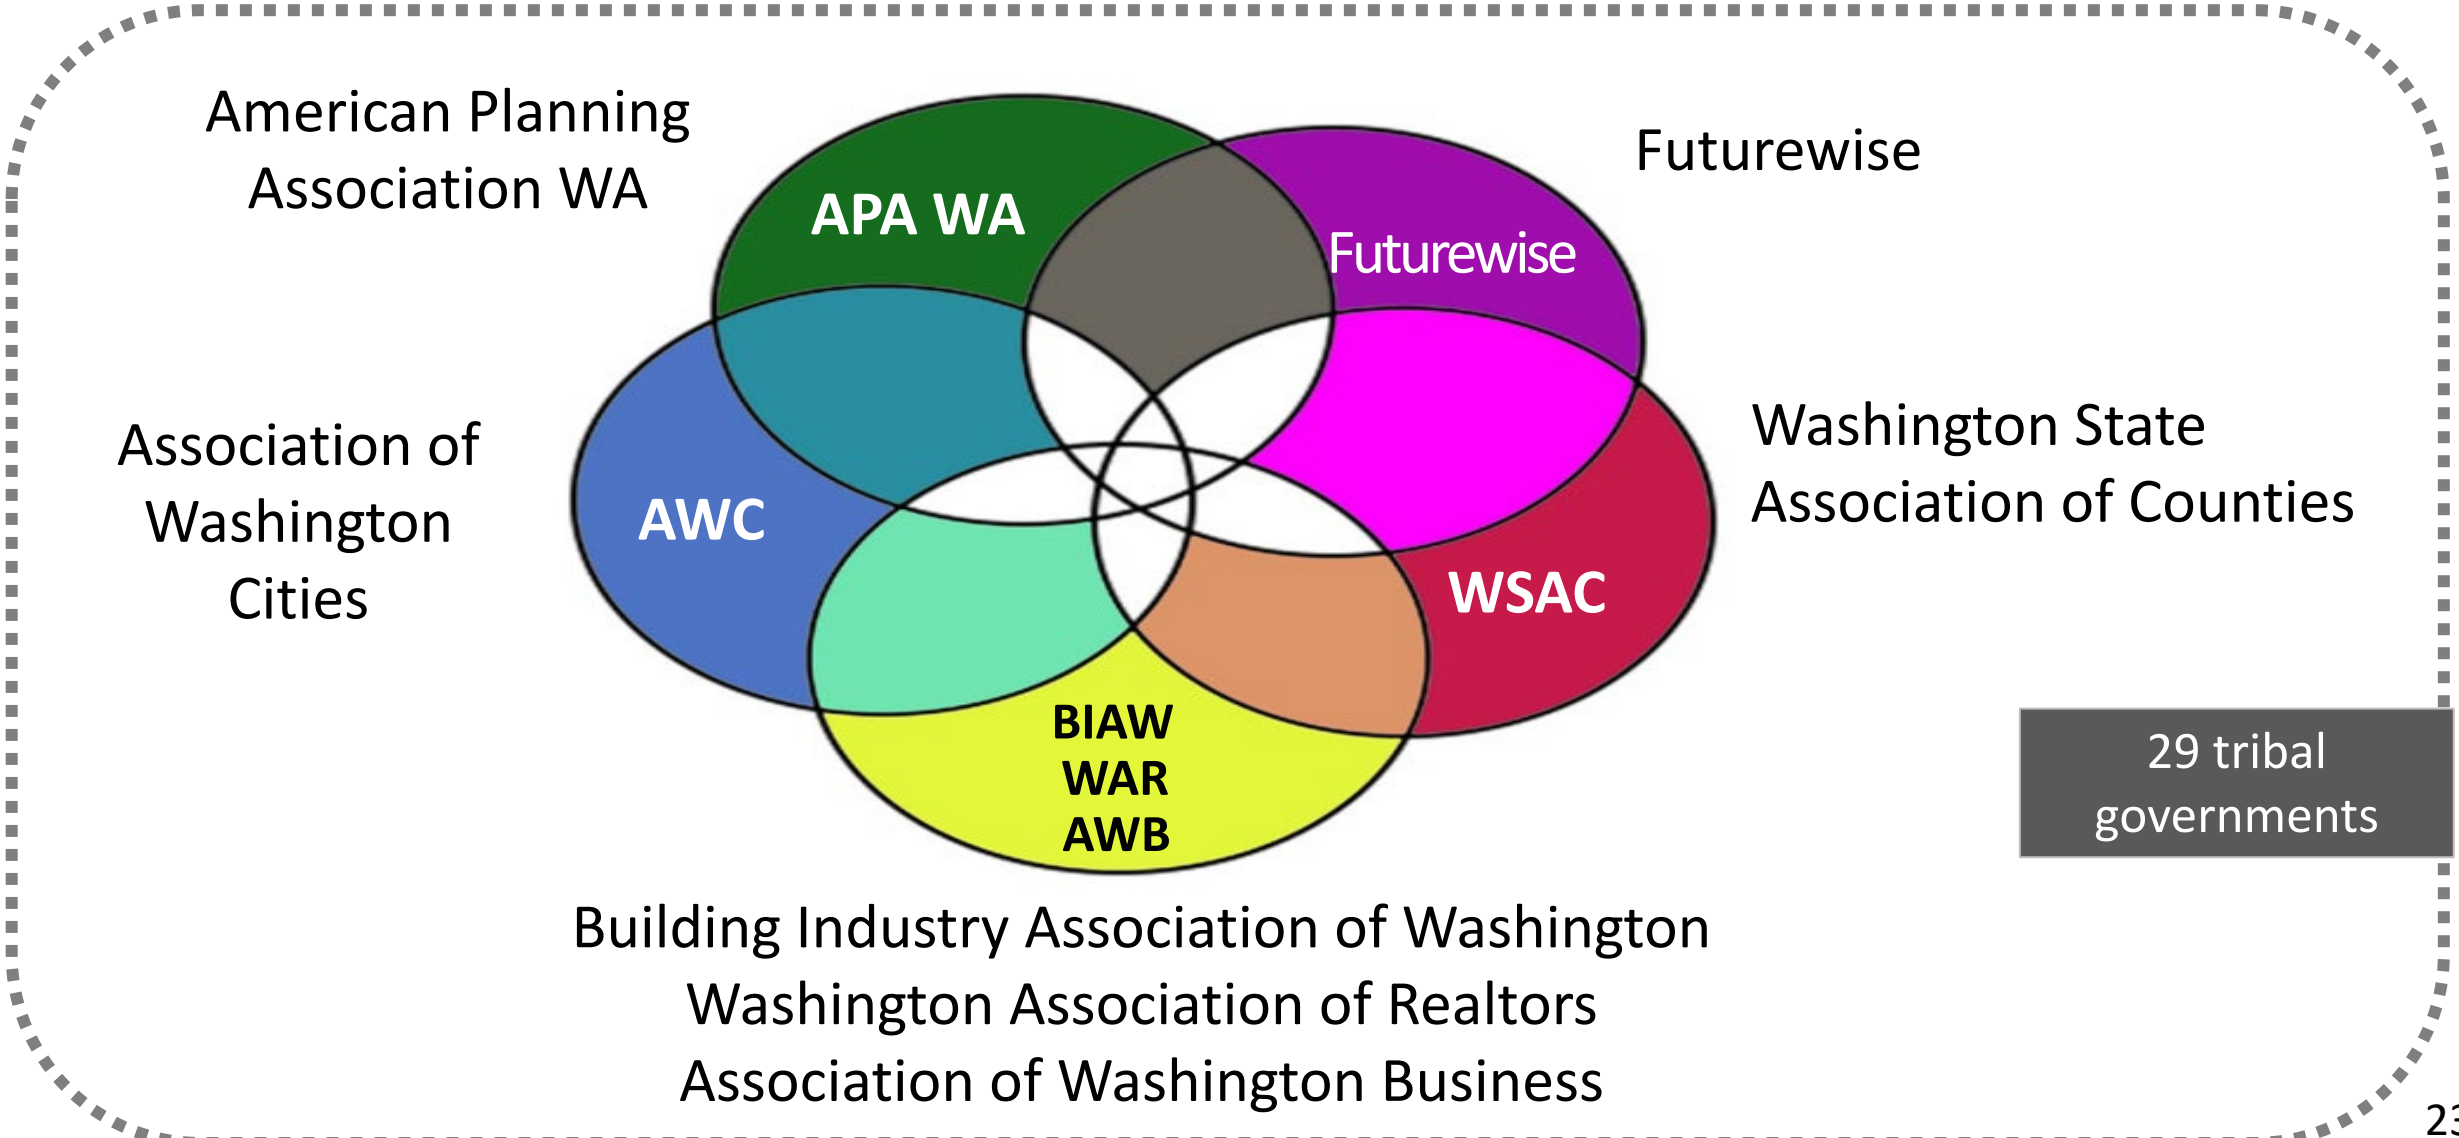 American Planning
Association WA
Futurewise
APA WA
Futurewise
Association of
Washington
Cities
AWC
Washington State
Association of Counties
WSAC
BIAW
WAR
AWB
29 tribal
governments
Building Industry Association of Washington
Washington Association of Realtors
Association of Washington Business
23